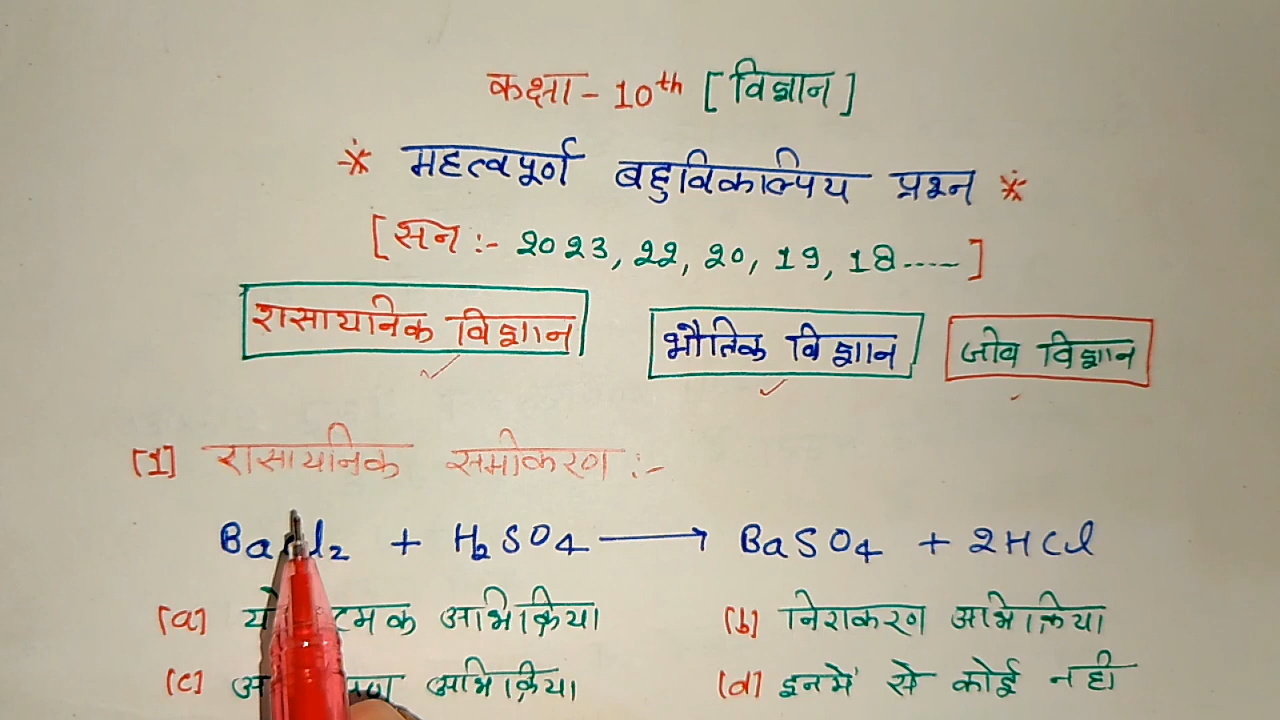 कक्षा - 10th [विज्ञान]
* महत्वपूर्ण बहुविकल्पिय प्रश्न *
[सन :- 2023, 22, 20, 19, 18.....]
रासायनिक विज्ञान भौतिक विज्ञान जीव विज्ञान
[1] रासायनिक समीकरण :-
+ H2SO4 → BaSO4 + 2HCl
(a) अभिक्रिया (b) निराकरण अभिक्रिया
(c) अभिक्रिया (d) इनमें से कोई नही